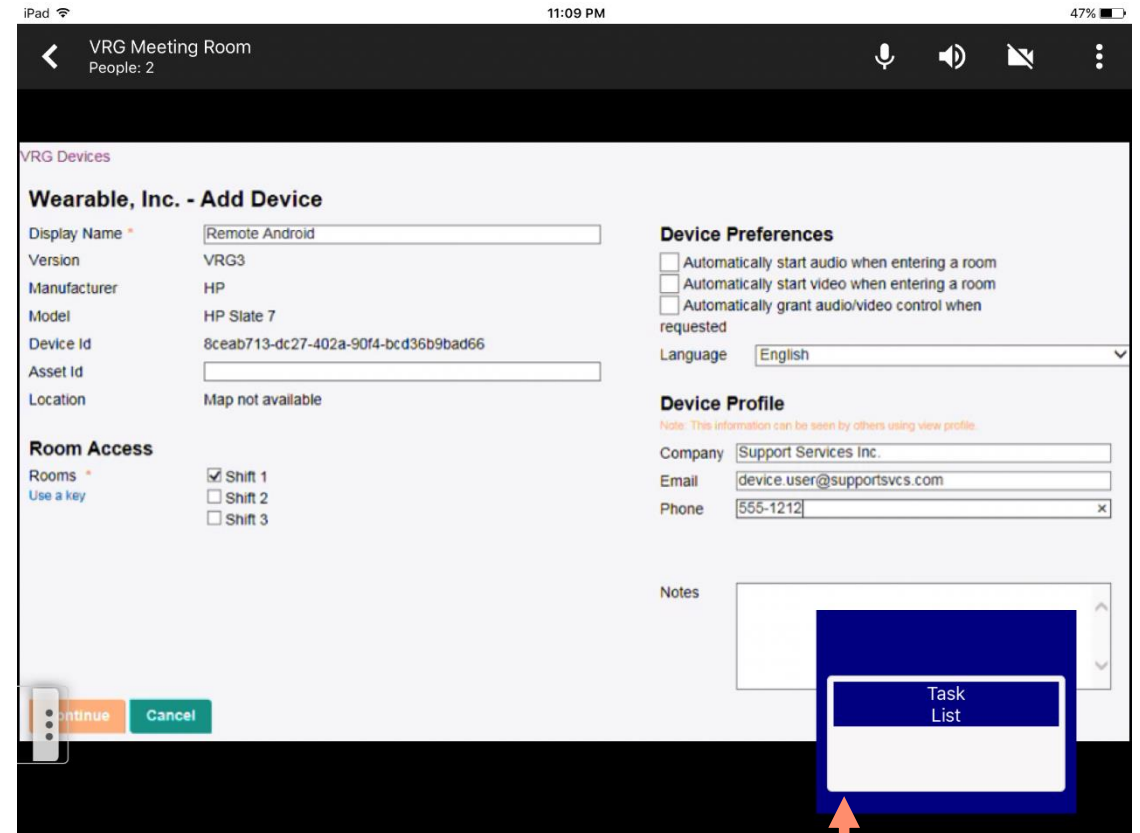 iPad 11:09 PM 47%
VRG Meeting Room
People: 2
VRG Devices
Wearable, Inc. - Add Device
Display Name * Remote Android
Version VRG3
Manufacturer HP
Model HP Slate 7
Device Id 8ceab713-dc27-402a-90f4-bcd36b9bad66
Asset Id
Location Map not available
Room Access
Rooms * Shift 1
Use a key Shift 2
Shift 3
Device Preferences
Automatically start audio when entering a room
Automatically start video when entering a room
Automatically grant audio/video control when
requested
Language English
Device Profile
Note: This information can be seen by others using view profile.
Company Support Services Inc.
Email device.user@supportsvcs.com
Phone 555-1212
Notes
Cancel
Task
List